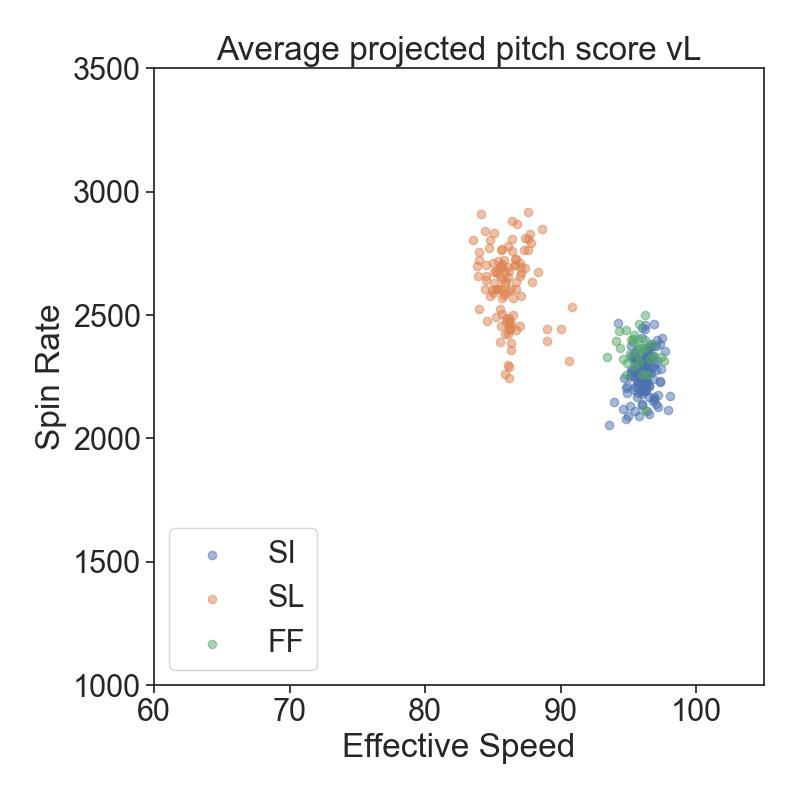 Average projected pitch score vL
3500
3000
2500
2000
1500
1000
Spin Rate
SI
SL
FF
60 70 80 90 100
Effective Speed